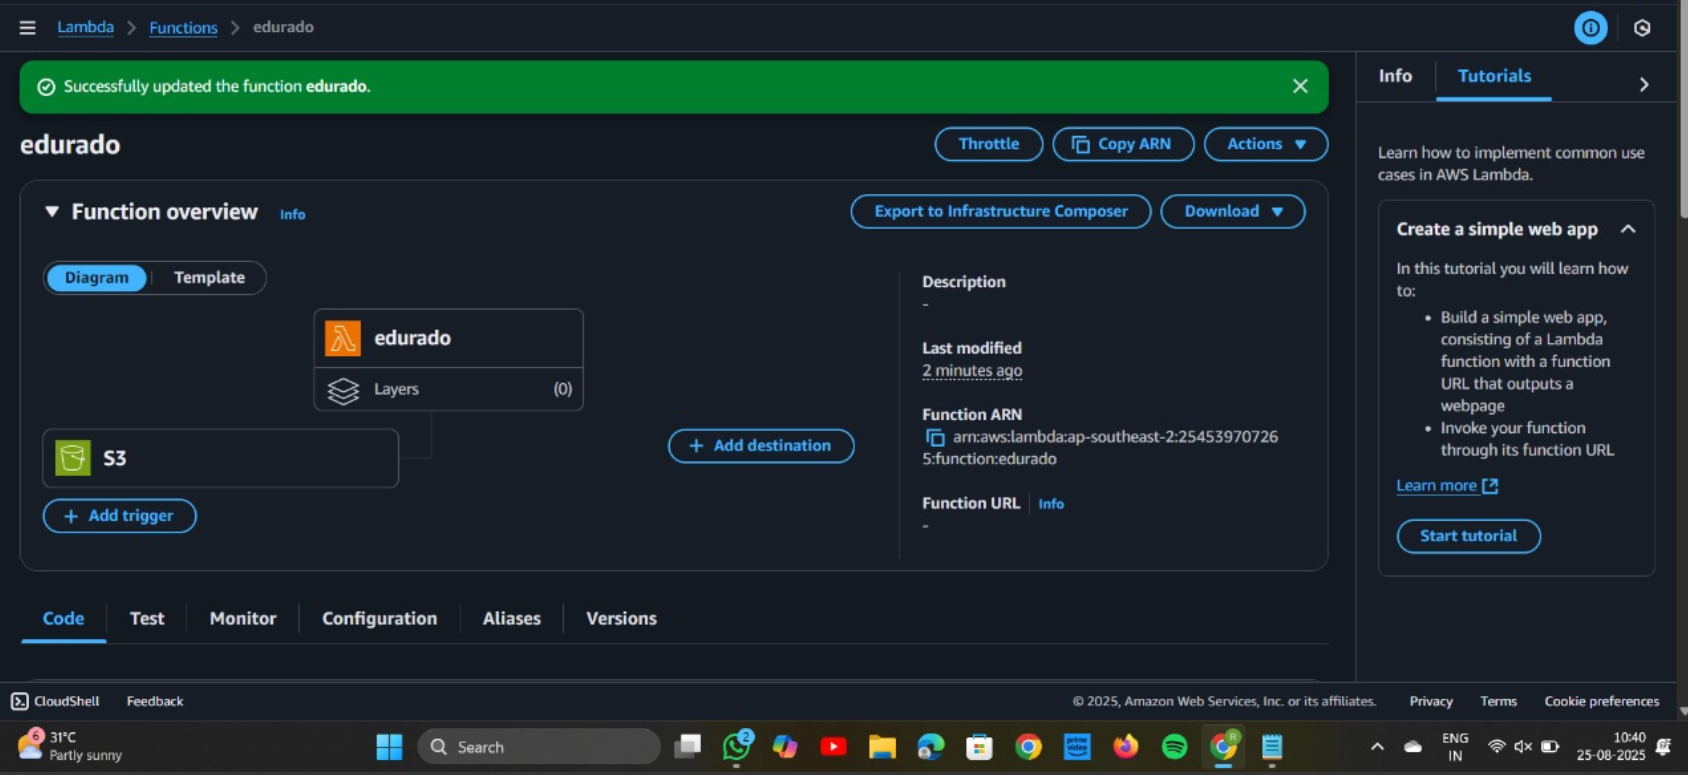 Lambda
Functions
edurado
Successfully updated the function edurado.
edurado
Throttle
Copy ARN
Actions
Function overview
Info
Export to Infrastructure Composer
Download
Diagram
Template
edurado
Layers
(0)
S3
+ Add trigger
+ Add destination
Description
-
Last modified
2 minutes ago
Function ARN
arn:aws:lambda:ap-southeast-2:25453970726
5:function:edurado
Function URL
Info
-
Code
Test
Monitor
Configuration
Aliases
Versions
Info
Tutorials
Learn how to implement common use
cases in AWS Lambda.
Create a simple web app
In this tutorial you will learn how
to:
• Build a simple web app,
consisting of a Lambda
function with a function
URL that outputs a
webpage
• Invoke your function
through its function URL
Learn more
Start tutorial
CloudShell
Feedback
© 2025, Amazon Web Services, Inc. or its affiliates.
Privacy
Terms
Cookie preferences
6
31°C
Partly sunny
Search
2
prime
video
R
ENG
IN
10:40
25-08-2025